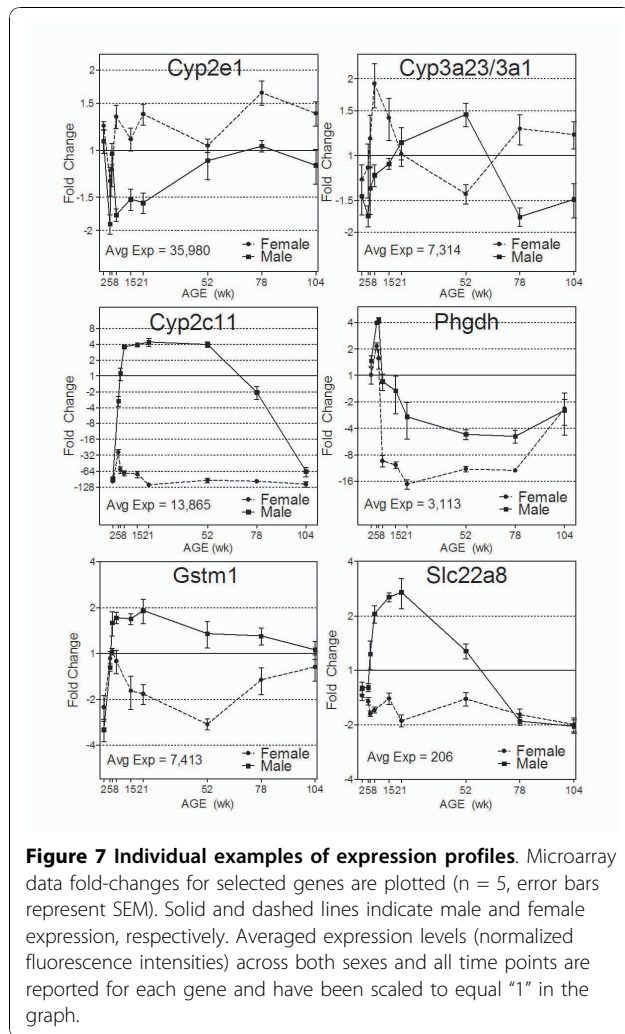 Cyp2e1
2
1.5
1
-1.5
-2
Fold Change
Avg Exp = 35,980
Female
Male
258 1521 52 78 104
AGE (wk)
Cyp3a23/3a1
2
1.5
1
-1.5
-2
Fold Change
Avg Exp = 7,314
Female
Male
258 1521 52 78 104
AGE (wk)
Cyp2c11
8
4
2
1
-2
-4
-8
-16
-32
-64
-128
Fold Change
Avg Exp = 13,865
Female
Male
258 1521 52 78 104
AGE (wk)
Phgdh
4
2
1
-2
-4
-8
-16
Fold Change
Avg Exp = 3,113
Female
Male
258 1521 52 78 104
AGE (wk)
Gstm1
4
2
1
-2
-4
Fold Change
Avg Exp = 7,413
Female
Male
258 1521 52 78 104
AGE (wk)
Slc22a8
4
2
1
-2
-4
Fold Change
Avg Exp = 206
Female
Male
258 1521 52 78 104
AGE (wk)
Figure 7 Individual examples of expression profiles. Microarray
data fold-changes for selected genes are plotted (n = 5, error bars
represent SEM). Solid and dashed lines indicate male and female
expression, respectively. Averaged expression levels (normalized
fluorescence intensities) across both sexes and all time points are
reported for each gene and have been scaled to equal “1” in the
graph.